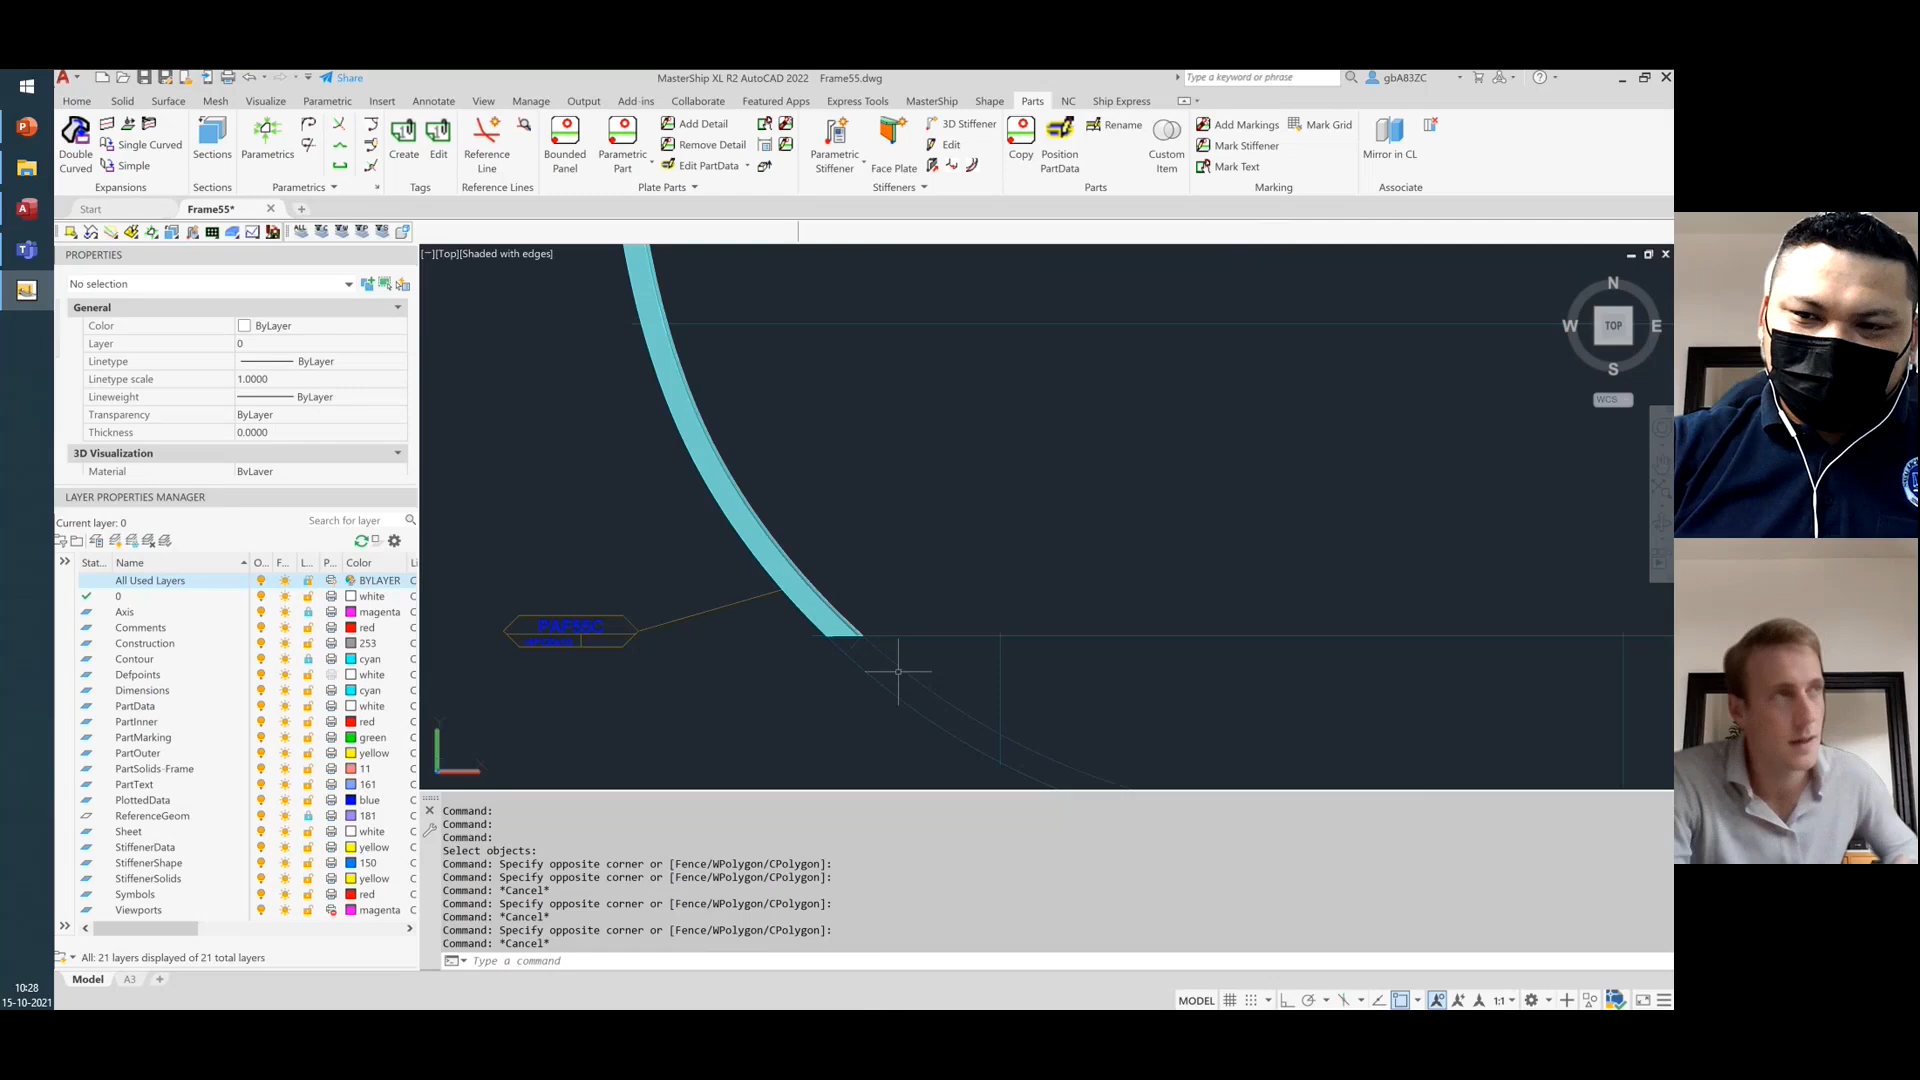 Share
MasterShip XL R2 AutoCAD 2022 Frame55.dwg
Type a keyword or phrase
gbA83ZC
Home Solid Surface Mesh Visualize Parametric Insert Annotate View Manage Output Add-ins Collaborate Featured Apps Express Tools MasterShip Shape Parts NC Ship Express
Double Curved
Single Curved
Simple
Sections
Parametrics
Create
Edit
Reference Line
Bounded Panel
Parametric Part
Add Detail
Remove Detail
Edit PartData
Parametric Stiffener
Face Plate
3D Stiffener
Edit
Copy
Position PartData
Rename
Custom Item
Add Markings
Mark Grid
Mark Stiffener
Mark Text
Mirror in CL
Expansions Sections Parametrics Tags Reference Lines Plate Parts Stiffeners Parts Marking Associate
Start Frame55*
PROPERTIES
No selection
General
Color ByLayer
Layer 0
Linetype ByLayer
Linetype scale 1.0000
Lineweight ByLayer
Transparency ByLayer
Thickness 0.0000
3D Visualization
Material ByLayer
LAYER PROPERTIES MANAGER
Current layer: 0
Search for layer
Stat... Name O... F... L... P... Color Li
All Used Layers BYLAYER C
0 white C
Axis magenta C
Comments red C
Construction 253 C
Contour cyan C
Defpoints white C
Dimensions cyan C
PartData white C
PartInner red C
PartMarking green C
PartOuter yellow C
PartSolids-Frame 11 C
PartText 161 C
PlottedData blue C
ReferenceGeom 181 C
Sheet white C
StiffenerData yellow C
StiffenerShape 150 C
StiffenerSolids yellow C
Symbols red C
Viewports magenta C
All: 21 layers displayed of 21 total layers
Model A3
[−][Top][Shaded with edges]
N
W TOP E
S
WCS
PAF55C
Command:
Command:
Command:
Select objects:
Command: Specify opposite corner or [Fence/WPolygon/CPolygon]:
Command: Specify opposite corner or [Fence/WPolygon/CPolygon]:
Command: *Cancel*
Command: Specify opposite corner or [Fence/WPolygon/CPolygon]:
Command: *Cancel*
Command: Specify opposite corner or [Fence/WPolygon/CPolygon]:
Command: *Cancel*
Type a command
MODEL 1:1
10:28
15-10-2021